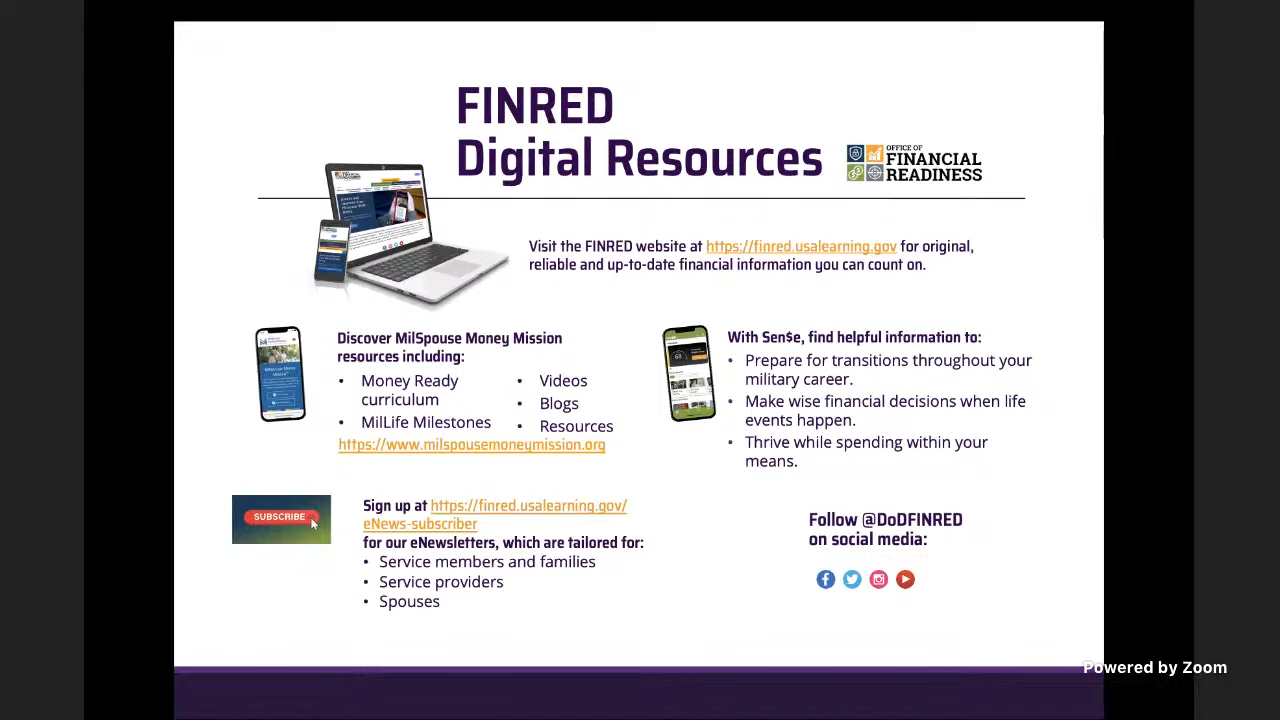 FINRED
Digital Resources
OFFICE OF
FINANCIAL
READINESS
Visit the FINRED website at https://finred.usalearning.gov for original,
reliable and up-to-date financial information you can count on.
Discover MilSpouse Money Mission
resources including:
• Money Ready
curriculum
• MilLife Milestones
• Videos
• Blogs
• Resources
https://www.milspousemoneymission.org
With Sen$e, find helpful information to:
• Prepare for transitions throughout your
military career.
• Make wise financial decisions when life
events happen.
• Thrive while spending within your
means.
SUBSCRIBE
Sign up at https://finred.usalearning.gov/
eNews-subscriber
for our eNewsletters, which are tailored for:
• Service members and families
• Service providers
• Spouses
Follow @DoDFINRED
on social media:
Powered by Zoom